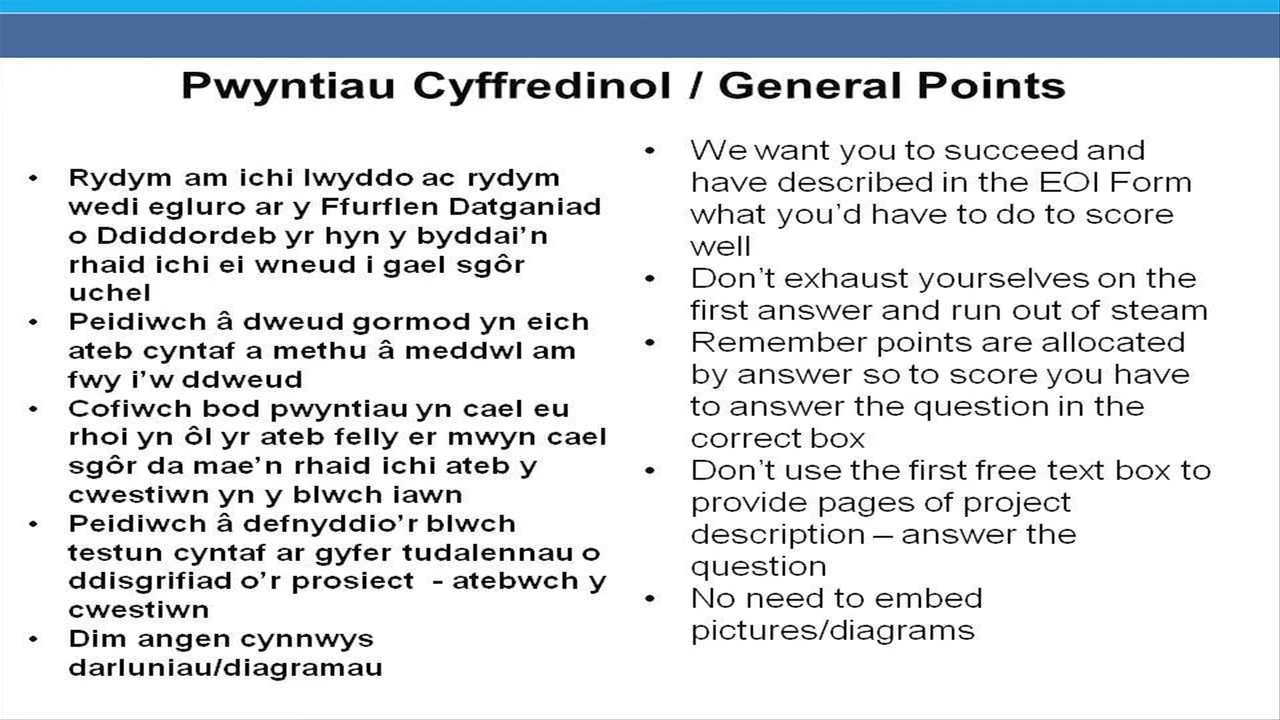 Pwyntiau Cyffredinol / General Points
• Rydym am ichi lwyddo ac rydym
wedi egluro ar y Ffurflen Datganiad
o Ddiddordeb yr hyn y byddai’n
rhaid ichi ei wneud i gael sgôr
uchel
• Peidiwch â dweud gormod yn eich
ateb cyntaf a methu â meddwl am
fwy i’w ddweud
• Cofiwch bod pwyntiau yn cael eu
rhoi yn ôl yr ateb felly er mwyn cael
sgôr da mae’n rhaid ichi ateb y
cwestiwn yn y blwch iawn
• Peidiwch â defnyddio’r blwch
testun cyntaf ar gyfer tudalennau o
ddisgrifiad o’r prosiect - atebwch y
cwestiwn
• Dim angen cynnwys
darluniau/diagramau
• We want you to succeed and
have described in the EOI Form
what you’d have to do to score
well
• Don’t exhaust yourselves on the
first answer and run out of steam
• Remember points are allocated
by answer so to score you have
to answer the question in the
correct box
• Don’t use the first free text box to
provide pages of project
description – answer the
question
• No need to embed
pictures/diagrams